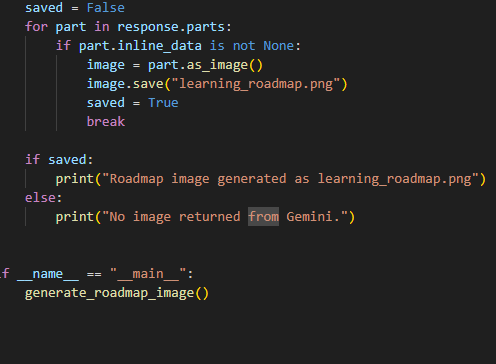 saved = False
for part in response.parts:
if part.inline_data is not None:
image = part.as_image()
image.save("learning_roadmap.png")
saved = True
break
if saved:
print("Roadmap image generated as learning_roadmap.png")
else:
print("No image returned from Gemini.")
if __name__ == "__main__":
generate_roadmap_image()